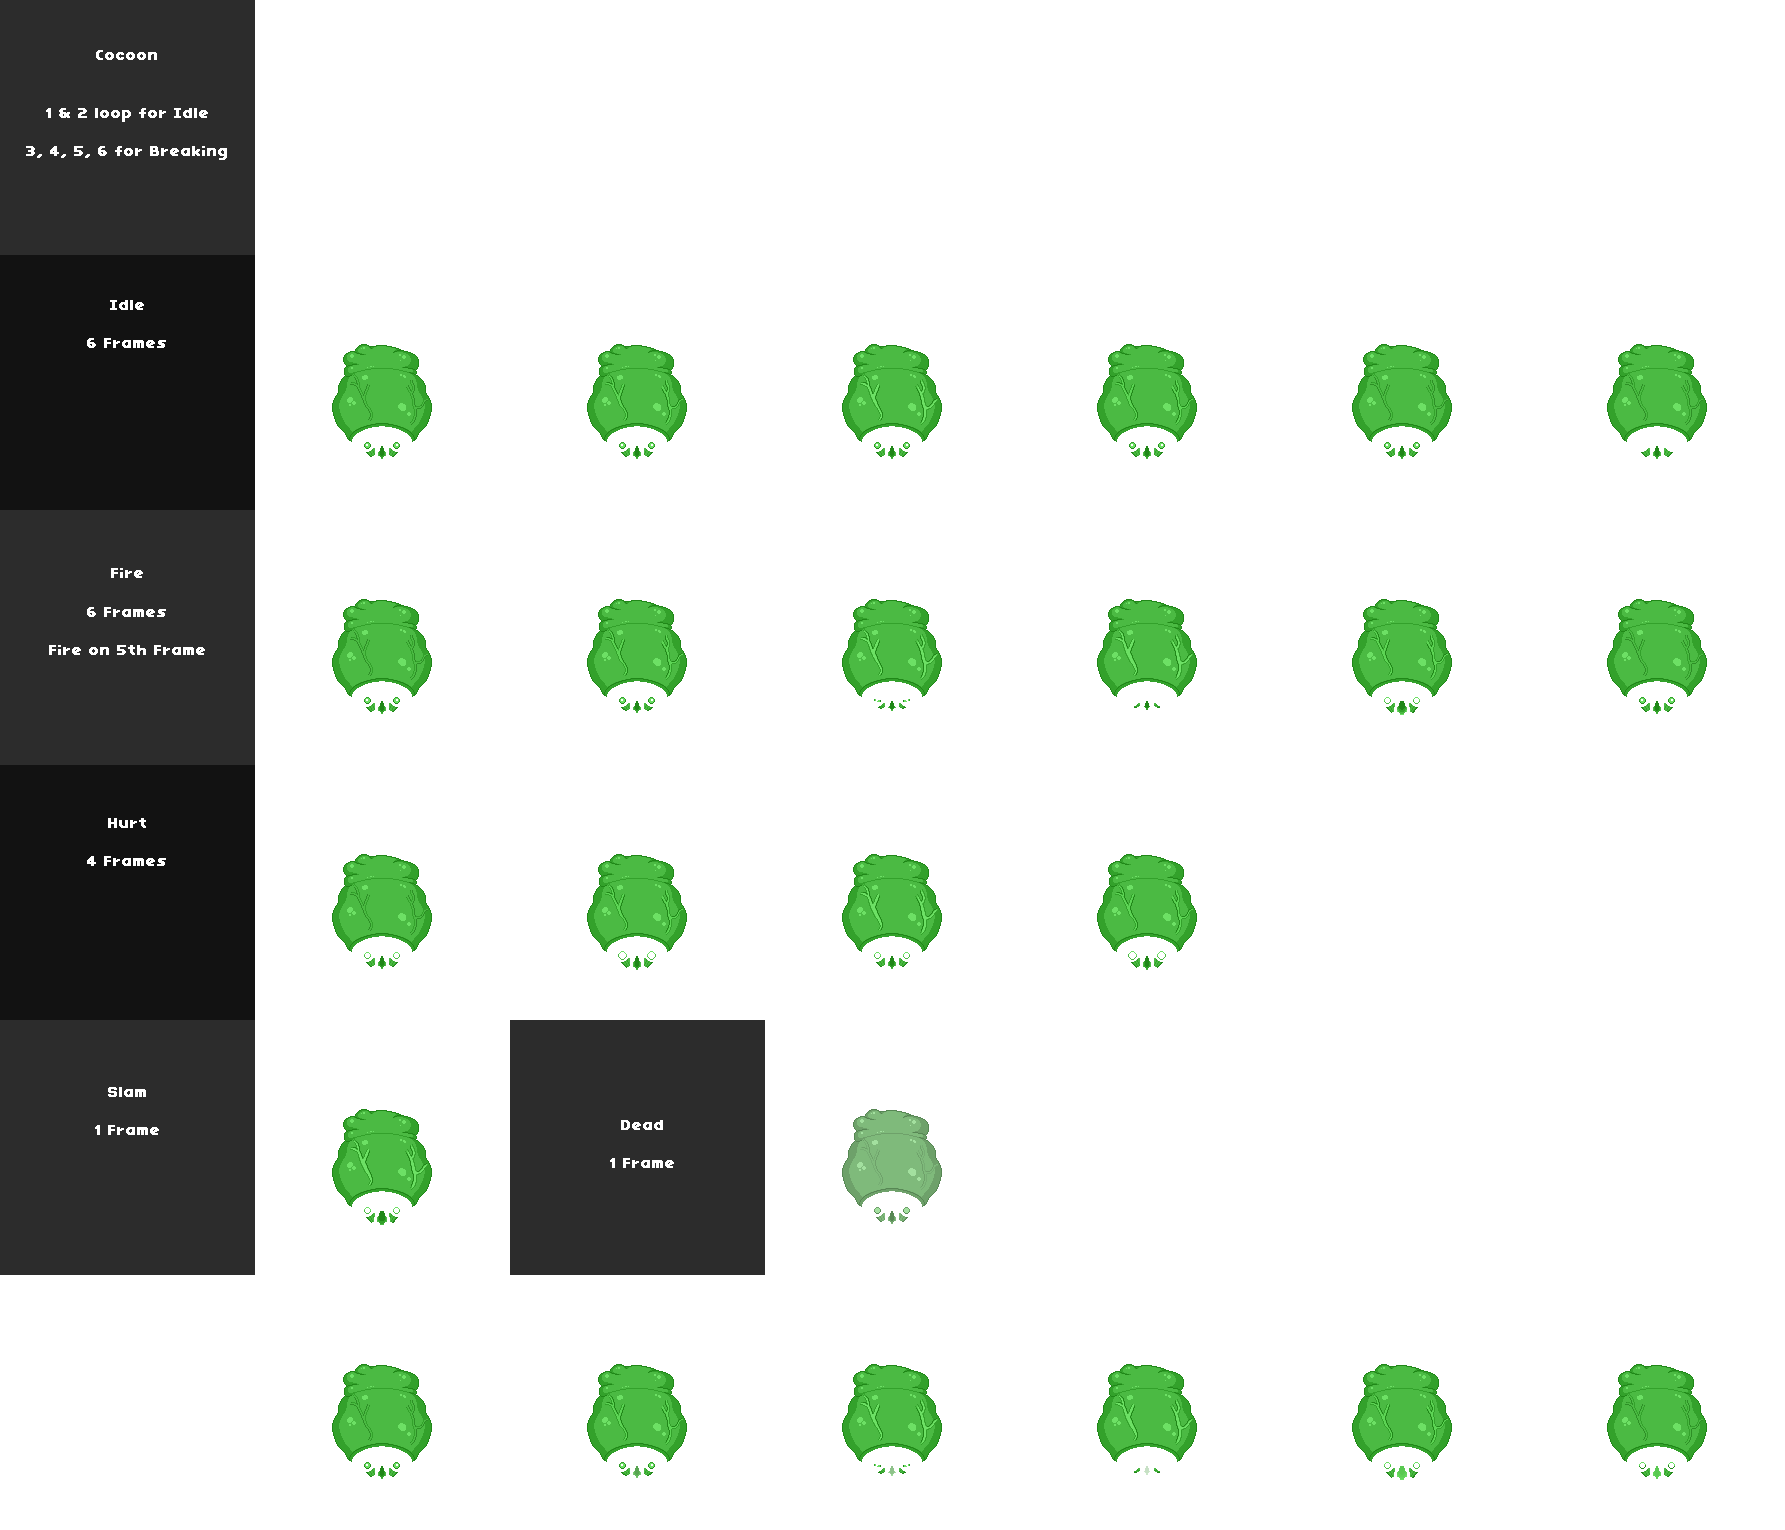 Cocoon
1 & 2 loop for Idle
3, 4, 5, 6 for Breaking
Idle
6 Frames
Fire
6 Frames
Fire on 5th Frame
Hurt
4 Frames
Slam
1 Frame
Dead
1 Frame